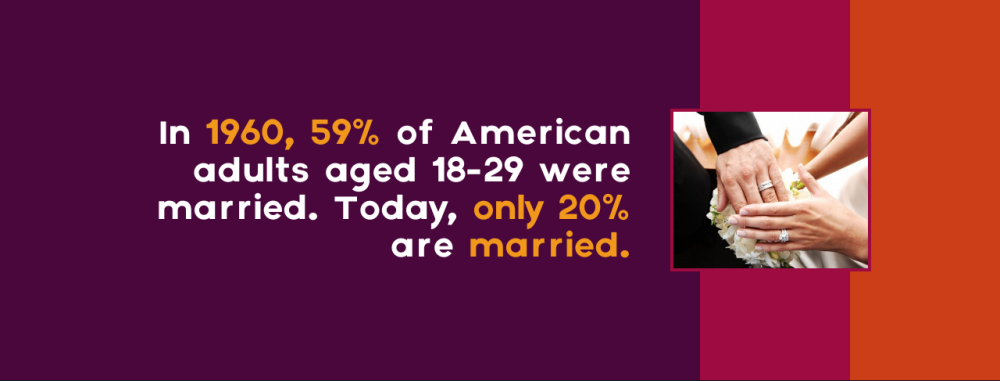 In 1960, 59% of American
adults aged 18-29 were
married. Today, only 20%
are married.